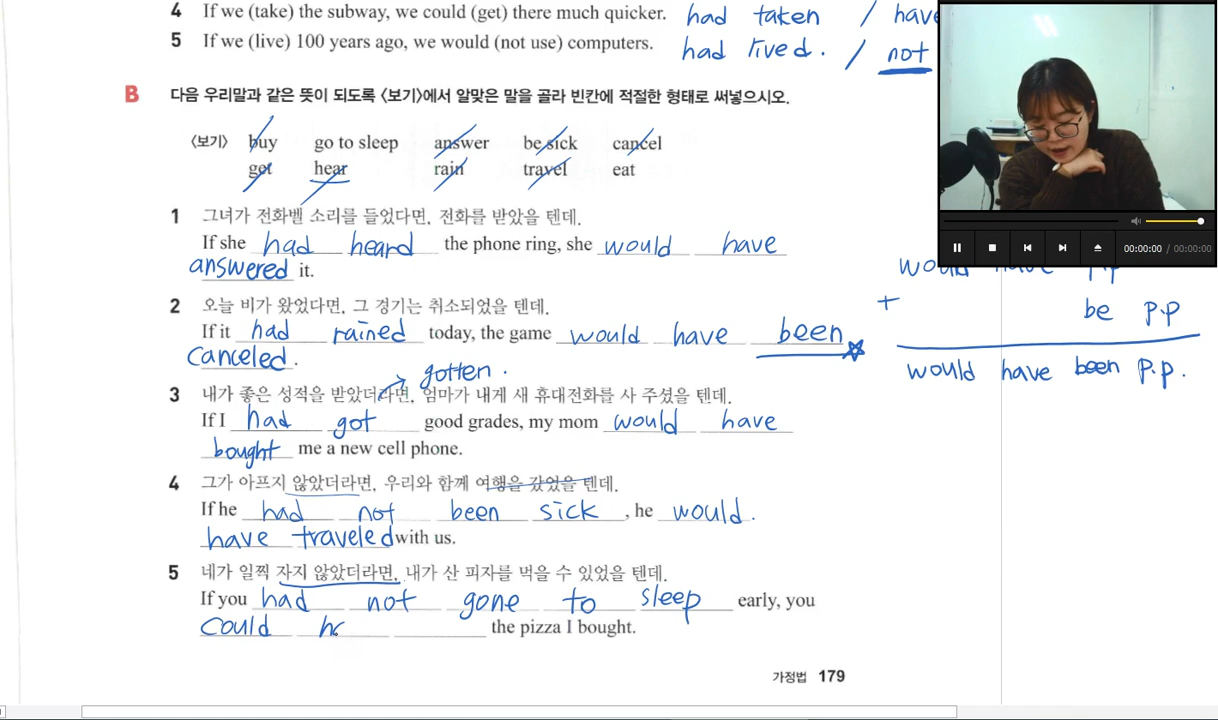 4 If we (take) the subway, we could (get) there much quicker. had taken / have
5 If we (live) 100 years ago, we would (not use) computers. had lived. / not
B 다음 우리말과 같은 뜻이 되도록 〈보기〉에서 알맞은 말을 골라 빈칸에 적절한 형태로 써넣으시오.
〈보기〉 buy go to sleep answer be sick cancel
get hear rain travel eat
1 그녀가 전화벨 소리를 들었다면, 전화를 받았을 텐데.
If she had heard the phone ring, she would have
answered it.
2 오늘 비가 왔었다면, 그 경기는 취소되었을 텐데.
If it had rained today, the game would have been
canceled.
gotten.
3 내가 좋은 성적을 받았더라면, 엄마가 내게 새 휴대전화를 사 주셨을 텐데.
If I had got good grades, my mom would have
bought me a new cell phone.
4 그가 아프지 않았더라면, 우리와 함께 여행을 갔었을 텐데.
If he had not been sick, he would.
have traveled with us.
5 네가 일찍 자지 않았더라면, 내가 산 피자를 먹을 수 있었을 텐데.
If you had not gone to sleep early, you
could the pizza I bought.
가정법 179
00:00:00 / 00:00:00
would have p.p
+ be p.p
would have been p.p.